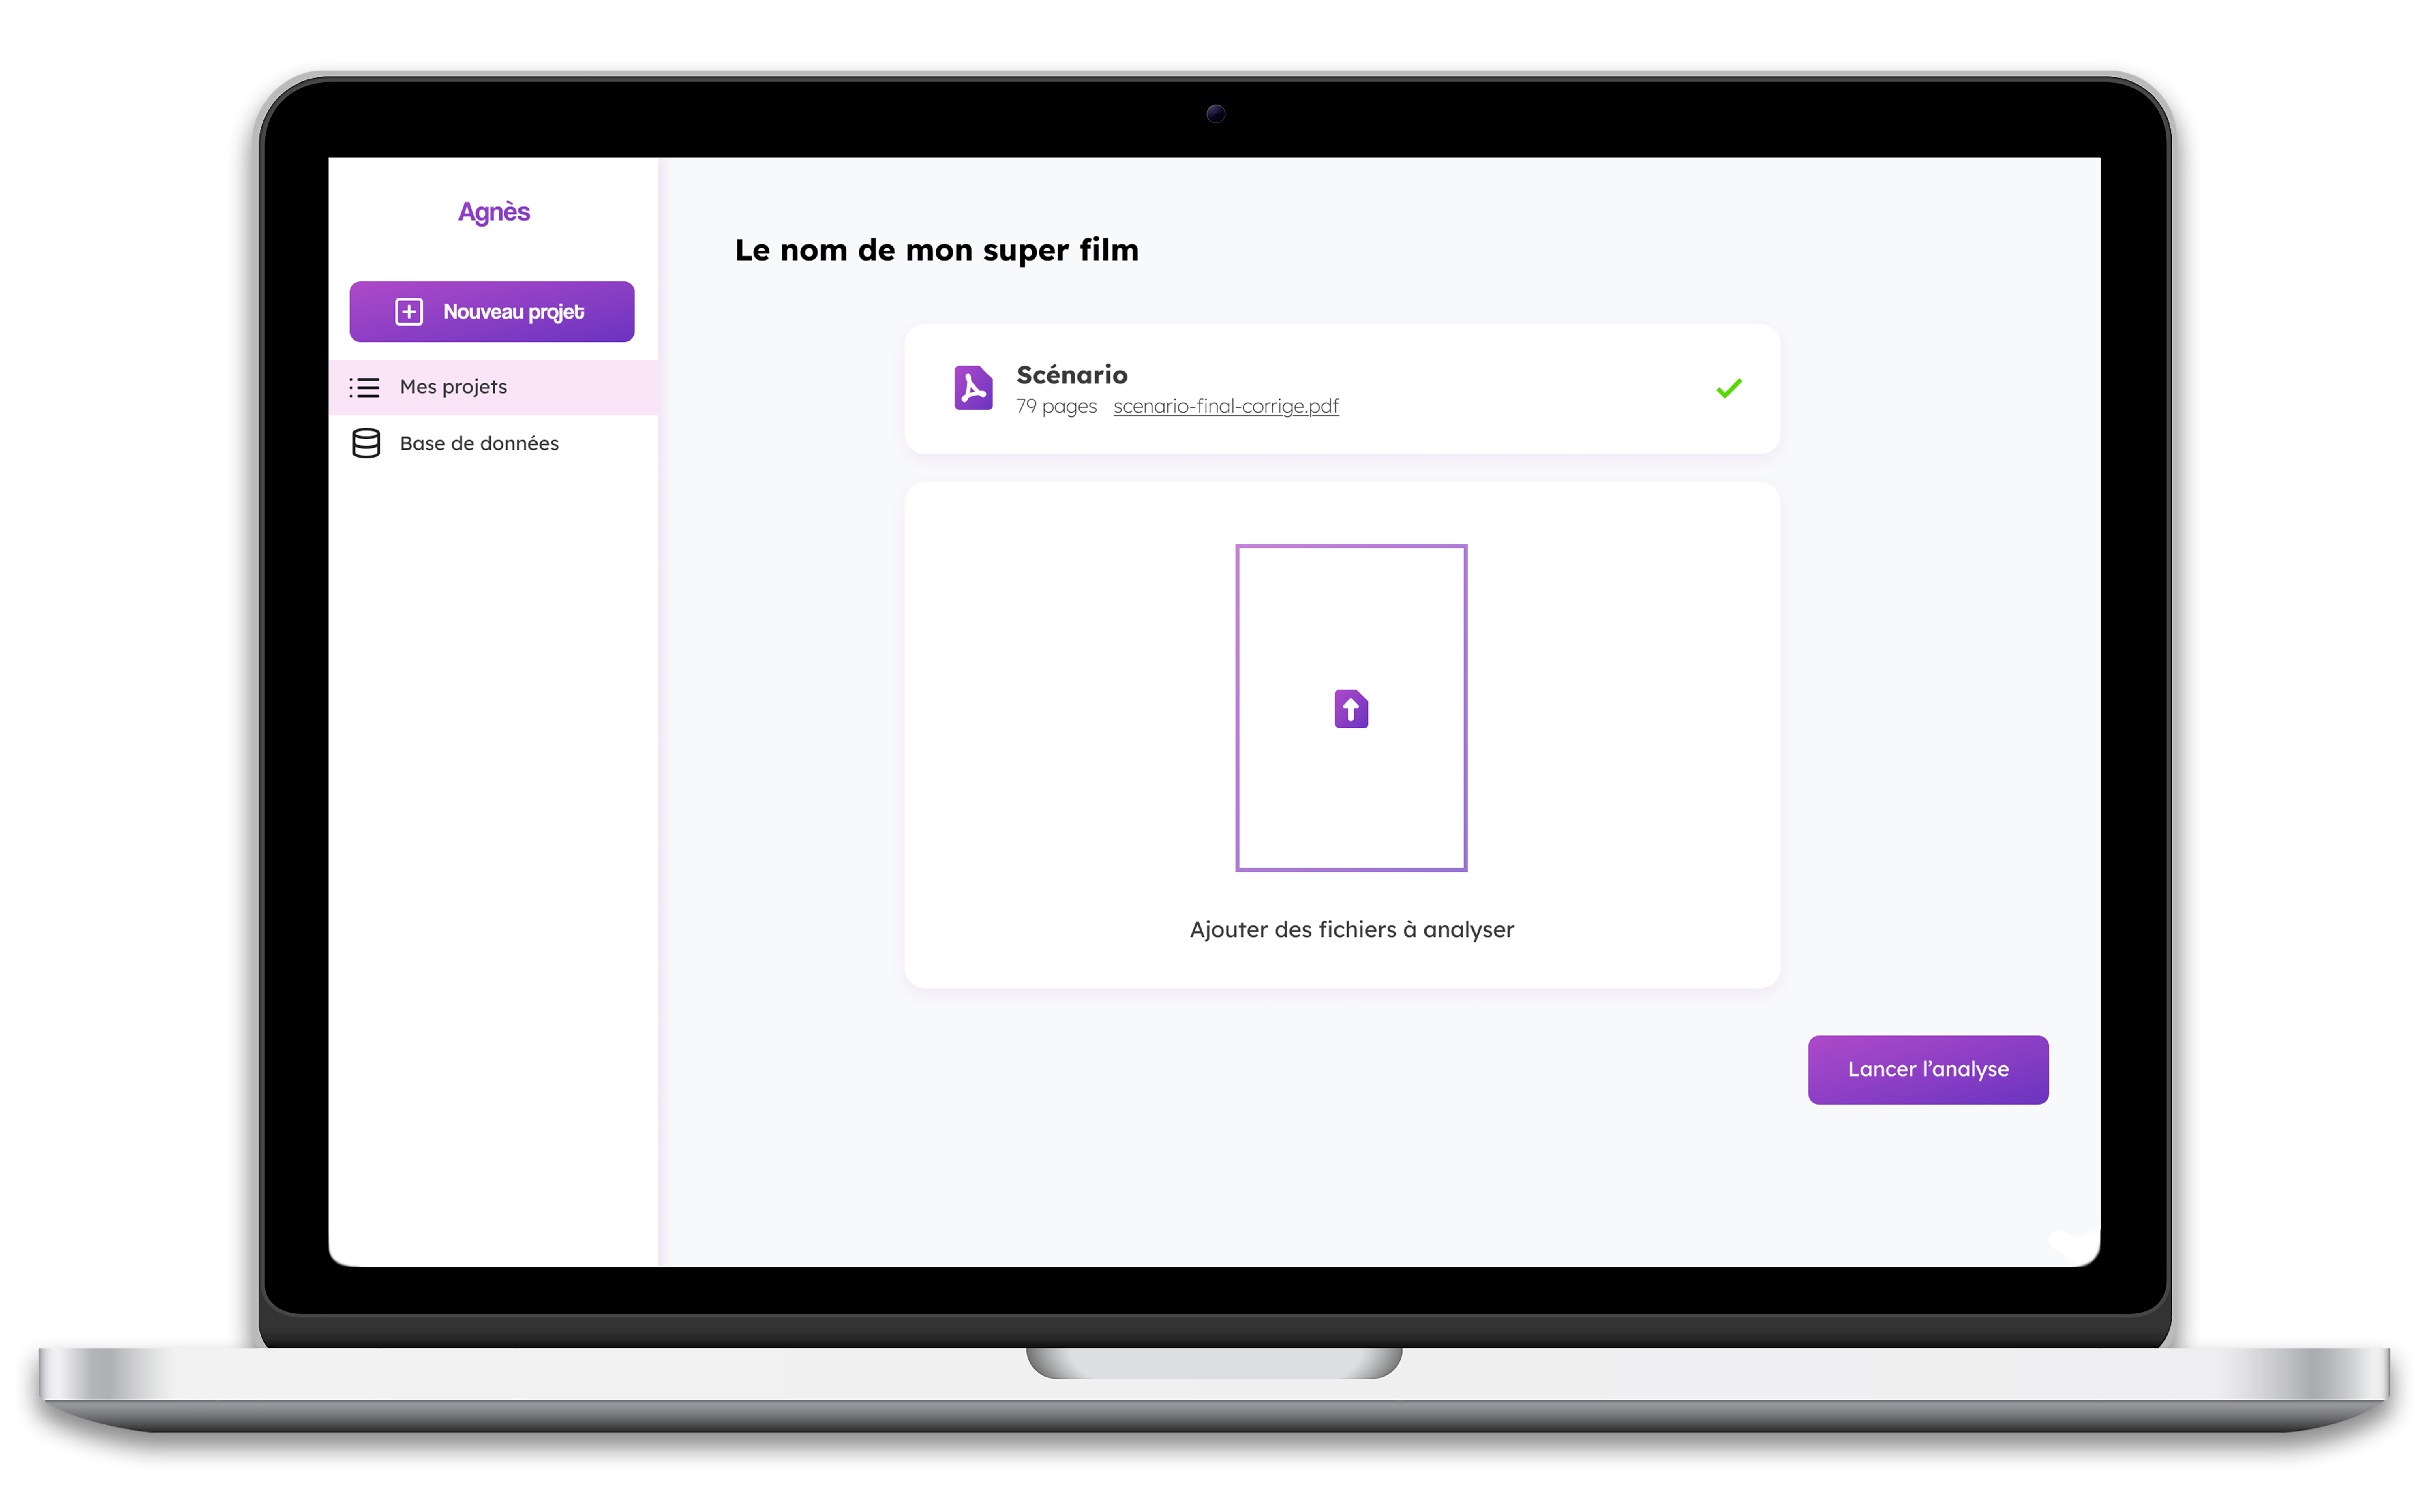 Agnès
Nouveau projet
Mes projets
Base de données
Le nom de mon super film
Scénario
79 pages scenario-final-corrige.pdf
Ajouter des fichiers à analyser
Lancer l’analyse